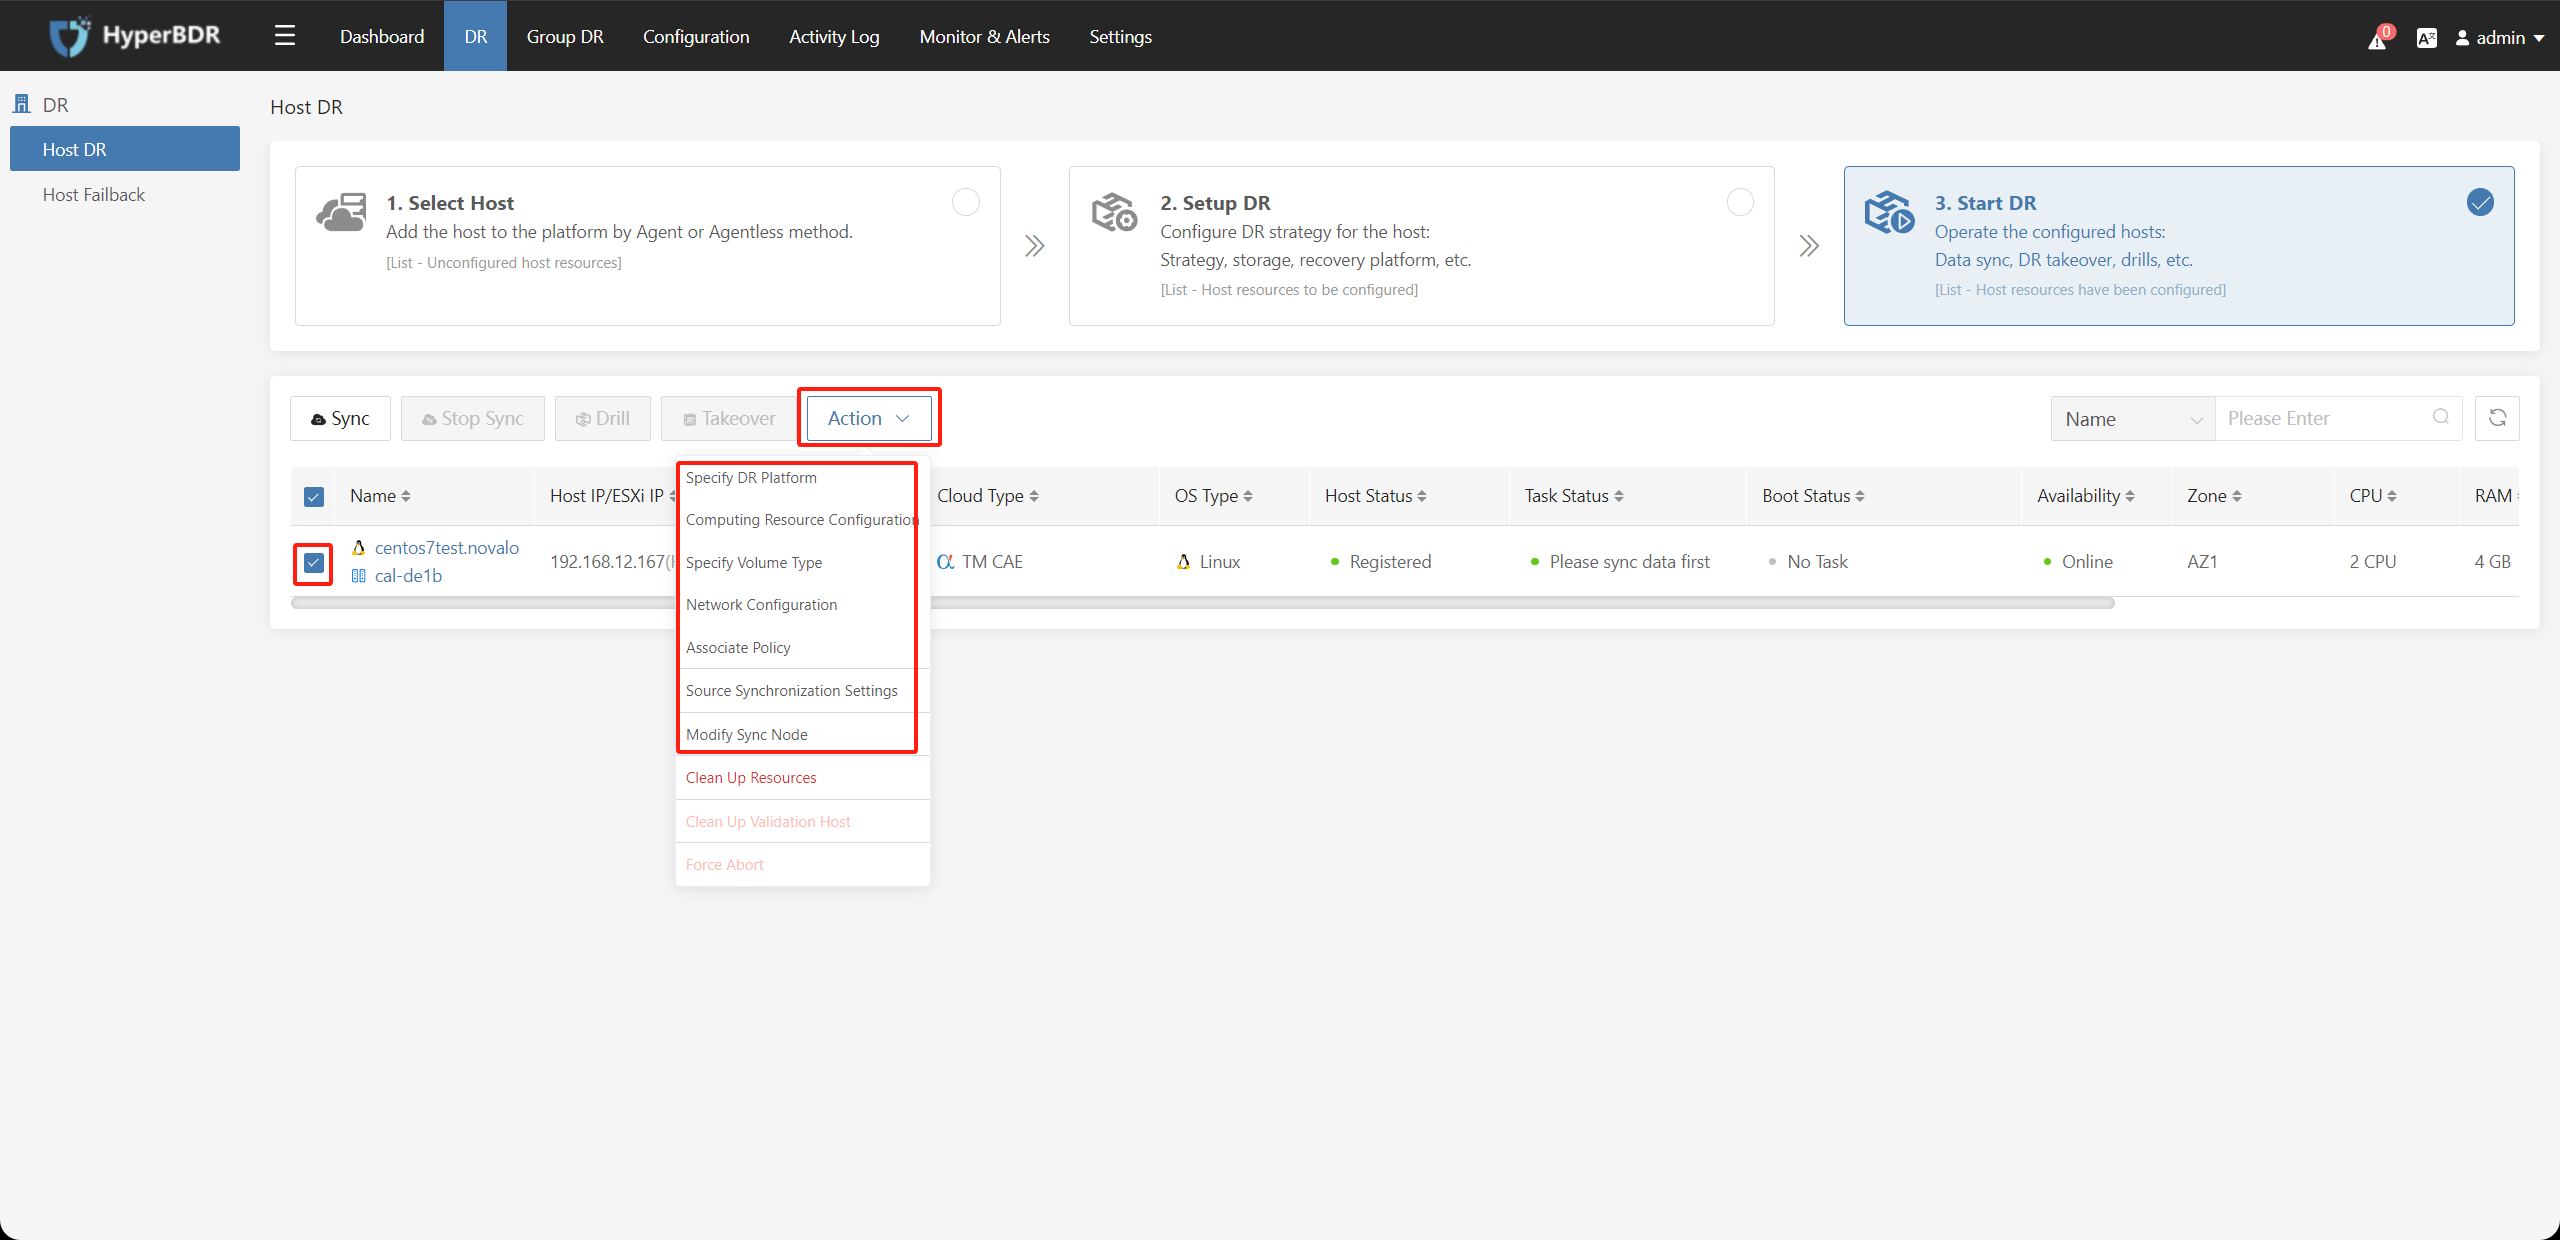 HyperBDR
Dashboard
DR
Group DR
Configuration
Activity Log
Monitor & Alerts
Settings
0
admin
DR
Host DR
Host Failback
Host DR
1. Select Host
Add the host to the platform by Agent or Agentless method.
[List - Unconfigured host resources]
2. Setup DR
Configure DR strategy for the host:
Strategy, storage, recovery platform, etc.
[List - Host resources to be configured]
3. Start DR
Operate the configured hosts:
Data sync, DR takeover, drills, etc.
[List - Host resources have been configured]
Sync
Stop Sync
Drill
Takeover
Action
Name
Please Enter
Name
Host IP/ESXi IP
Cloud Type
OS Type
Host Status
Task Status
Boot Status
Availability
Zone
CPU
RAM
centos7test.novalo
cal-de1b
192.168.12.167(
TM CAE
Linux
Registered
Please sync data first
No Task
Online
AZ1
2 CPU
4 GB
Specify DR Platform
Computing Resource Configuration
Specify Volume Type
Network Configuration
Associate Policy
Source Synchronization Settings
Modify Sync Node
Clean Up Resources
Clean Up Validation Host
Force Abort